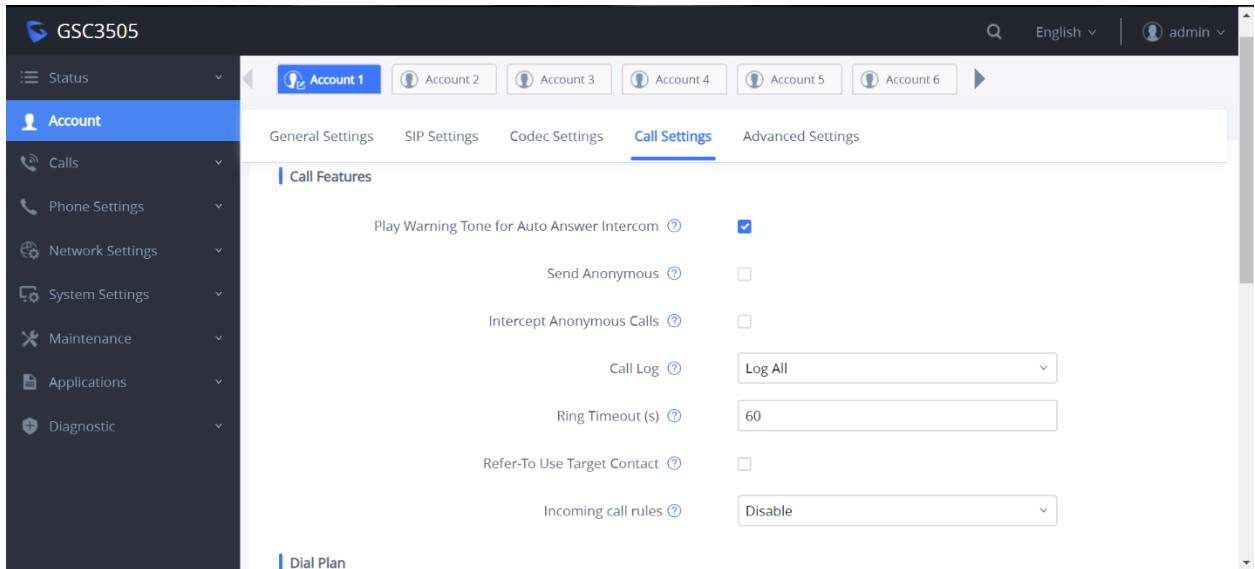 GSC3505
English
admin
Status
Account
Calls
Phone Settings
Network Settings
System Settings
Maintenance
Applications
Diagnostic
Account 1 Account 2 Account 3 Account 4 Account 5 Account 6
General Settings SIP Settings Codec Settings Call Settings Advanced Settings
Call Features
Play Warning Tone for Auto Answer Intercom
Send Anonymous
Intercept Anonymous Calls
Call Log Log All
Ring Timeout (s) 60
Refer-To Use Target Contact
Incoming call rules Disable
Dial Plan